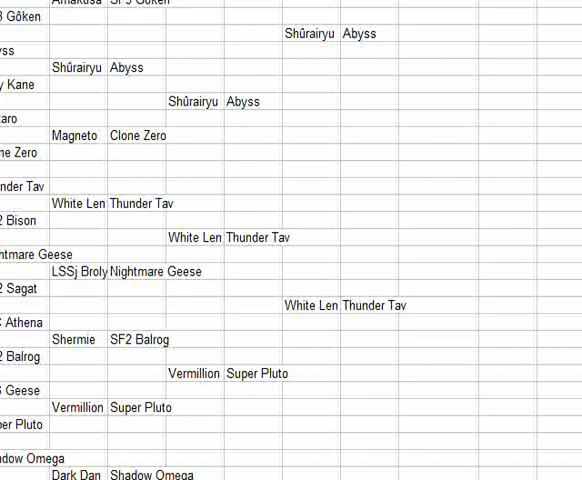 Amakusa SF3 Gôken
3 Gôken
Shûrairyu Abyss
yss
Shûrairyu Abyss
y Kane
Shûrairyu Abyss
taro
Magneto Clone Zero
ne Zero
nder Tav
White Len Thunder Tav
2 Bison
White Len Thunder Tav
htmare Geese
LSSj Broly Nightmare Geese
2 Sagat
White Len Thunder Tav
C Athena
Shermie SF2 Balrog
2 Balrog
Vermillion Super Pluto
Geese
Vermillion Super Pluto
per Pluto
adow Omega
Dark Dan Shadow Omega